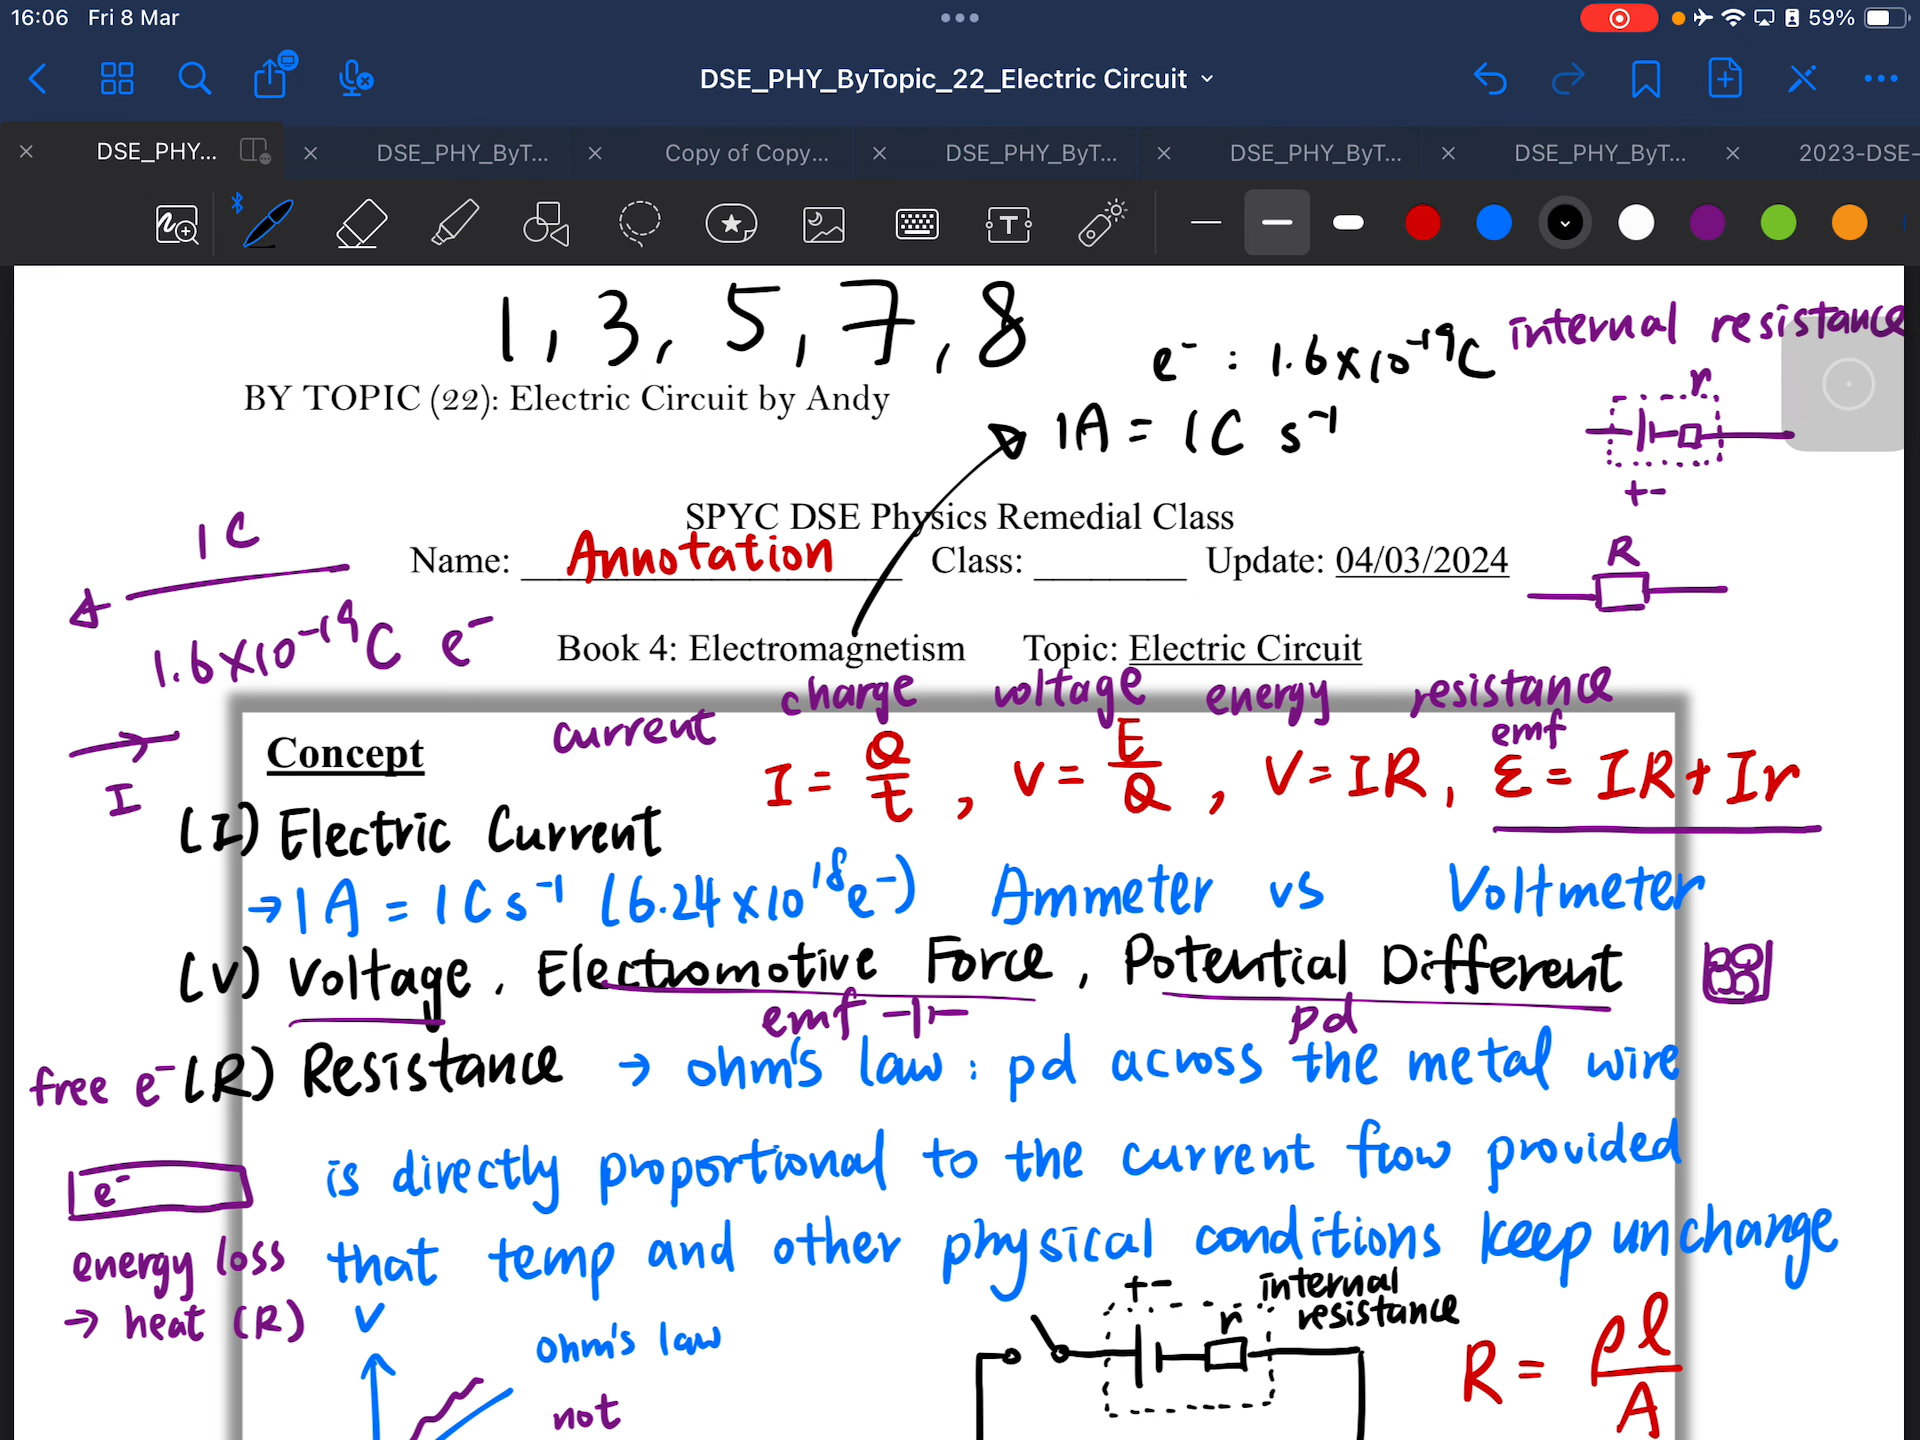 16:06 Fri 8 Mar
59%
DSE_PHY_ByTopic_22_Electric Circuit
DSE_PHY...
DSE_PHY_ByT...
Copy of Copy...
DSE_PHY_ByT...
DSE_PHY_ByT...
DSE_PHY_ByT...
2023-DSE-
T
1, 3, 5, 7, 8
internal resistance
e⁻ : 1.6×10⁻¹⁹C
BY TOPIC (22): Electric Circuit by Andy
r
1A = 1C s⁻¹
+-
SPYC DSE Physics Remedial Class
1C
Name: Annotation Class: Update: 04/03/2024
R
1.6×10⁻¹⁹C e⁻
Book 4: Electromagnetism Topic: Electric Circuit
current charge voltage energy resistance
emf
I
Concept
I = Q/t , V = E/Q , V = IR , ε = IR + Ir
(I) Electric Current
→ 1A = 1C s⁻¹ (6.24×10¹⁸e⁻) Ammeter vs Voltmeter
(V) Voltage, Electromotive Force, Potential Different
emf pd
free e⁻ (R) Resistance → ohm's law : pd across the metal wire
e⁻ is directly proportional to the current flow provided
energy loss that temp and other physical conditions keep unchange
→ heat (R)
V
ohm's law
not
+-
r
internal
resistance
R = ρl/A